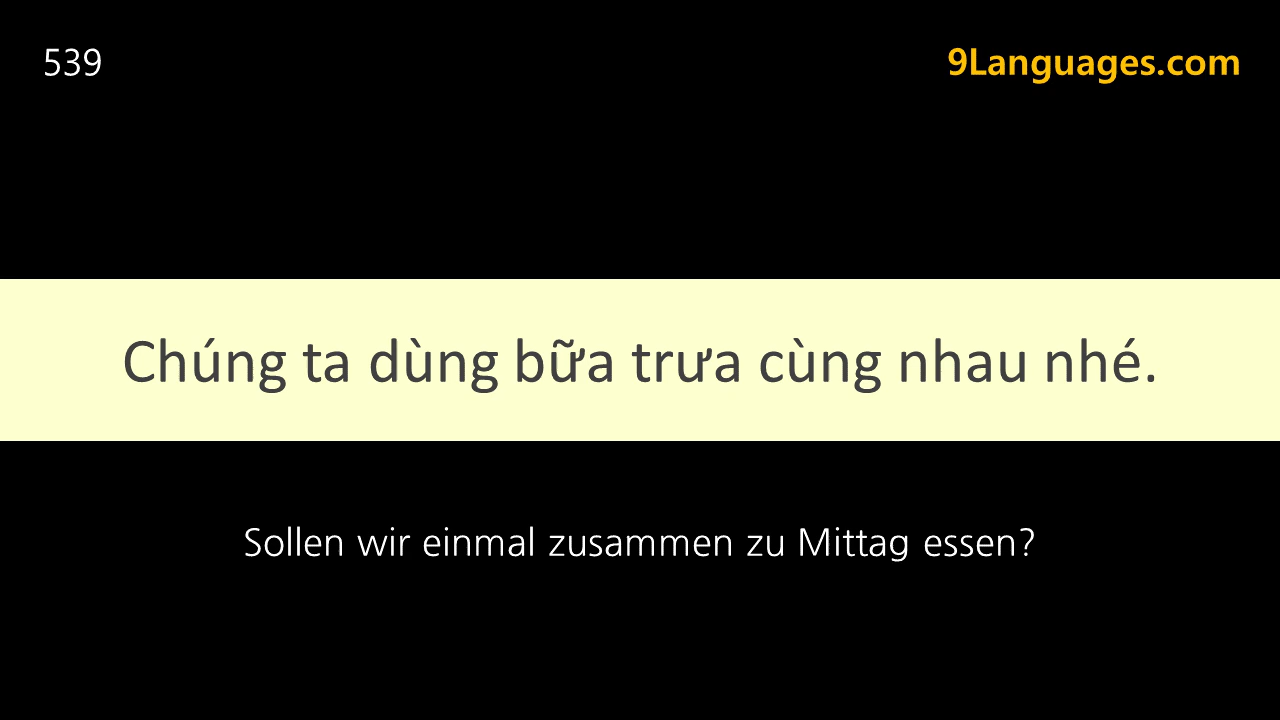 539
9Languages.com
Chúng ta dùng bữa trưa cùng nhau nhé.
Sollen wir einmal zusammen zu Mittag essen?